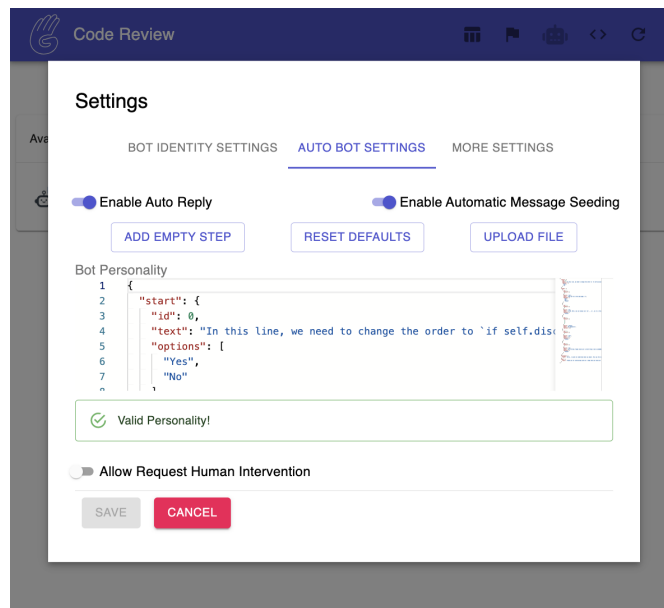 Code Review
Settings
Ava
BOT IDENTITY SETTINGS AUTO BOT SETTINGS MORE SETTINGS
Enable Auto Reply Enable Automatic Message Seeding
ADD EMPTY STEP RESET DEFAULTS UPLOAD FILE
Bot Personality
1 {
2 "start": {
3 "id": 0,
4 "text": "In this line, we need to change the order to `if self.disc
5 "options": [
6 "Yes",
7 "No"
8 ]
Valid Personality!
Allow Request Human Intervention
SAVE CANCEL